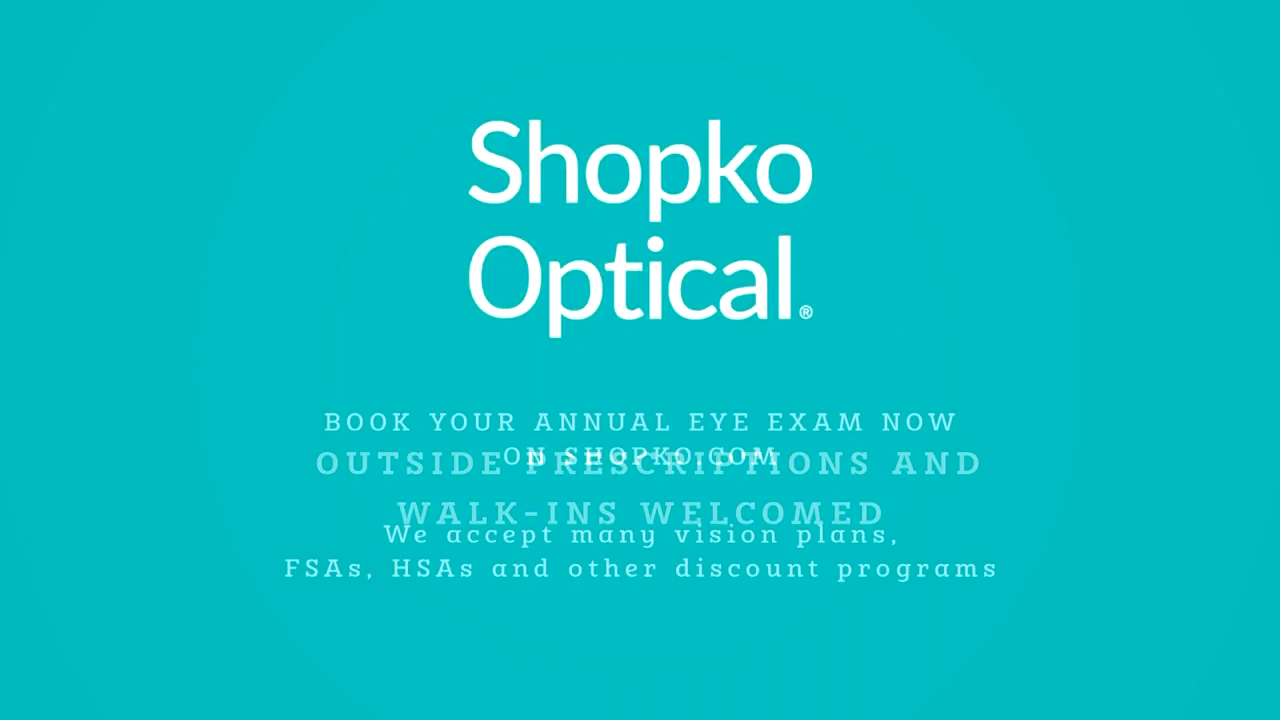 Shopko
Optical®
BOOK YOUR ANNUAL EYE EXAM NOW
ON SHOPKO.COM
OUTSIDE PRESCRIPTIONS AND
WALK-INS WELCOMED
We accept many vision plans,
FSAs, HSAs and other discount programs